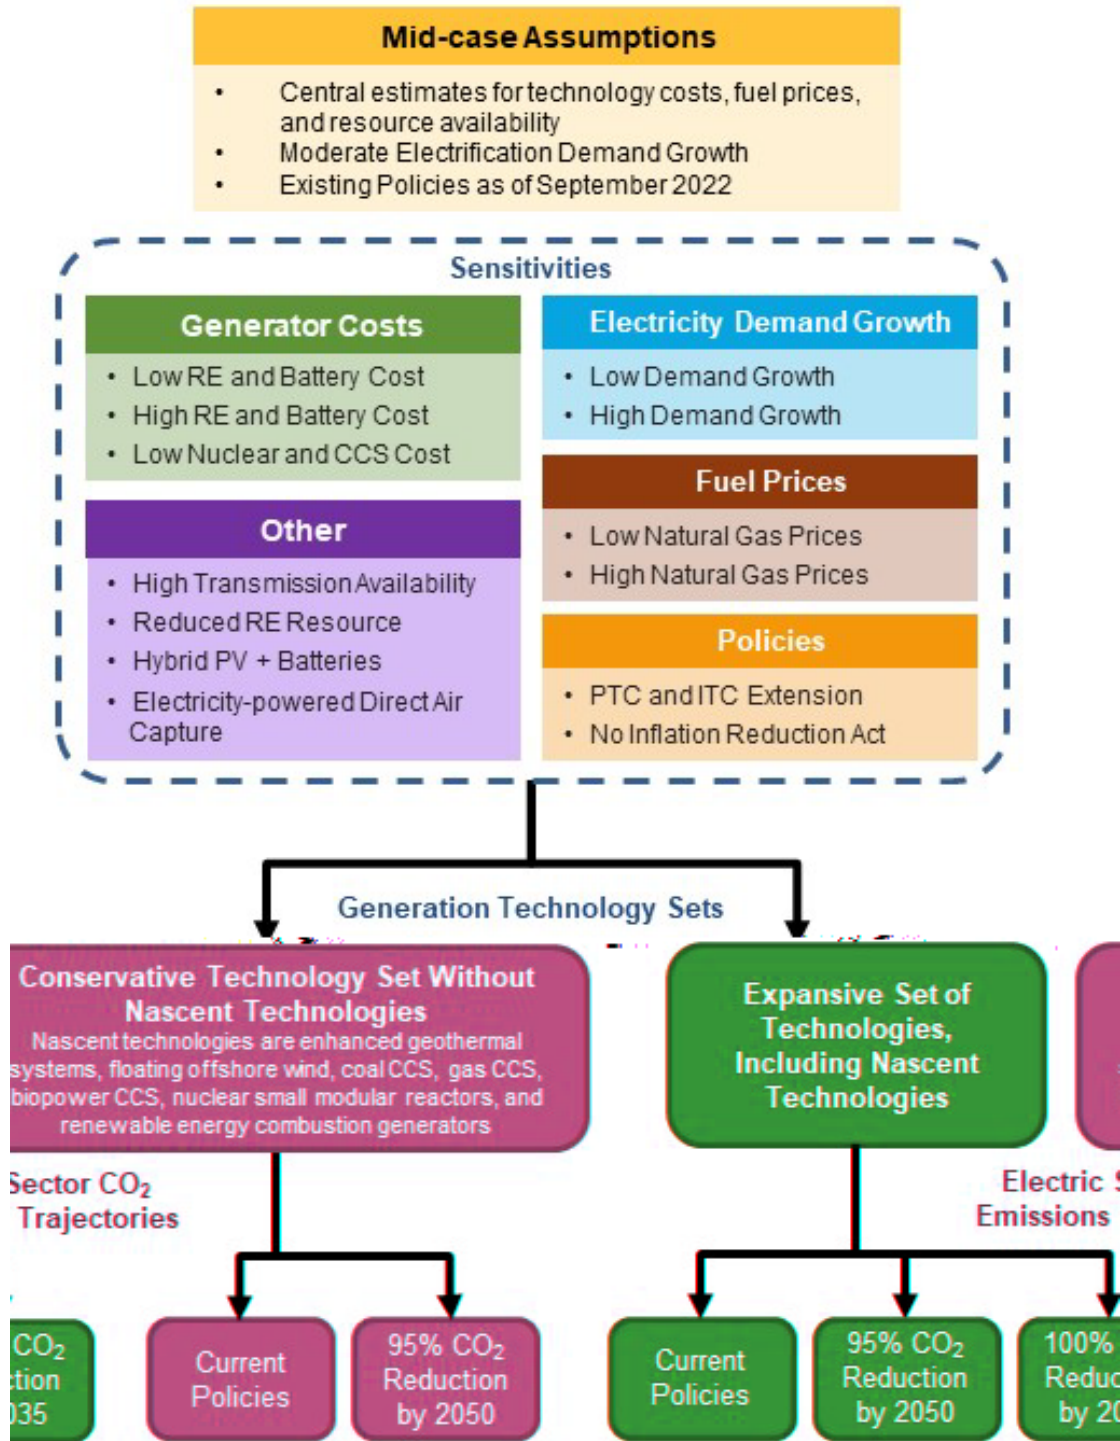 Mid-case Assumptions
• Central estimates for technology costs, fuel prices,
and resource availability
• Moderate Electrification Demand Growth
• Existing Policies as of September 2022
Sensitivities
Generator Costs
• Low RE and Battery Cost
• High RE and Battery Cost
• Low Nuclear and CCS Cost
Electricity Demand Growth
• Low Demand Growth
• High Demand Growth
Fuel Prices
• Low Natural Gas Prices
• High Natural Gas Prices
Other
• High Transmission Availability
• Reduced RE Resource
• Hybrid PV + Batteries
• Electricity-powered Direct Air
Capture
Policies
• PTC and ITC Extension
• No Inflation Reduction Act
Generation Technology Sets
Conservative Technology Set Without
Nascent Technologies
Nascent technologies are enhanced geothermal
systems, floating offshore wind, coal CCS, gas CCS,
biopower CCS, nuclear small modular reactors, and
renewable energy combustion generators
Expansive Set of
Technologies,
Including Nascent
Technologies
Sector CO₂
Trajectories
Electric
Emissions
CO₂
Current
Policies
95% CO₂
Reduction
by 2050
Current
Policies
95% CO₂
Reduction
by 2050
100%
by